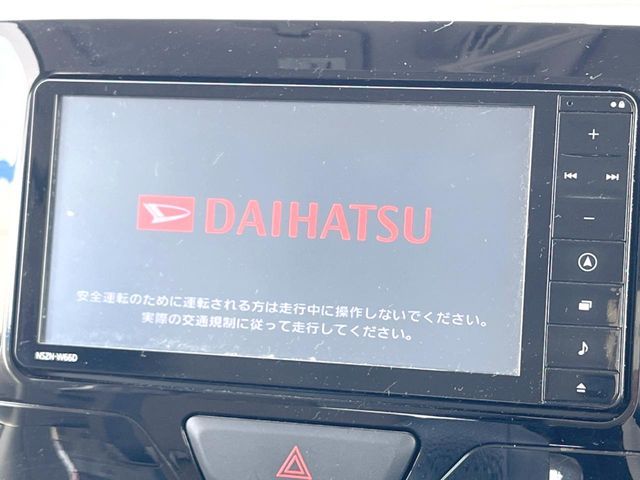 DAIHATSU
安全運転のために運転される方は走行中に操作しないでください。
実際の交通規制に従って走行してください。
NSZN-W66D